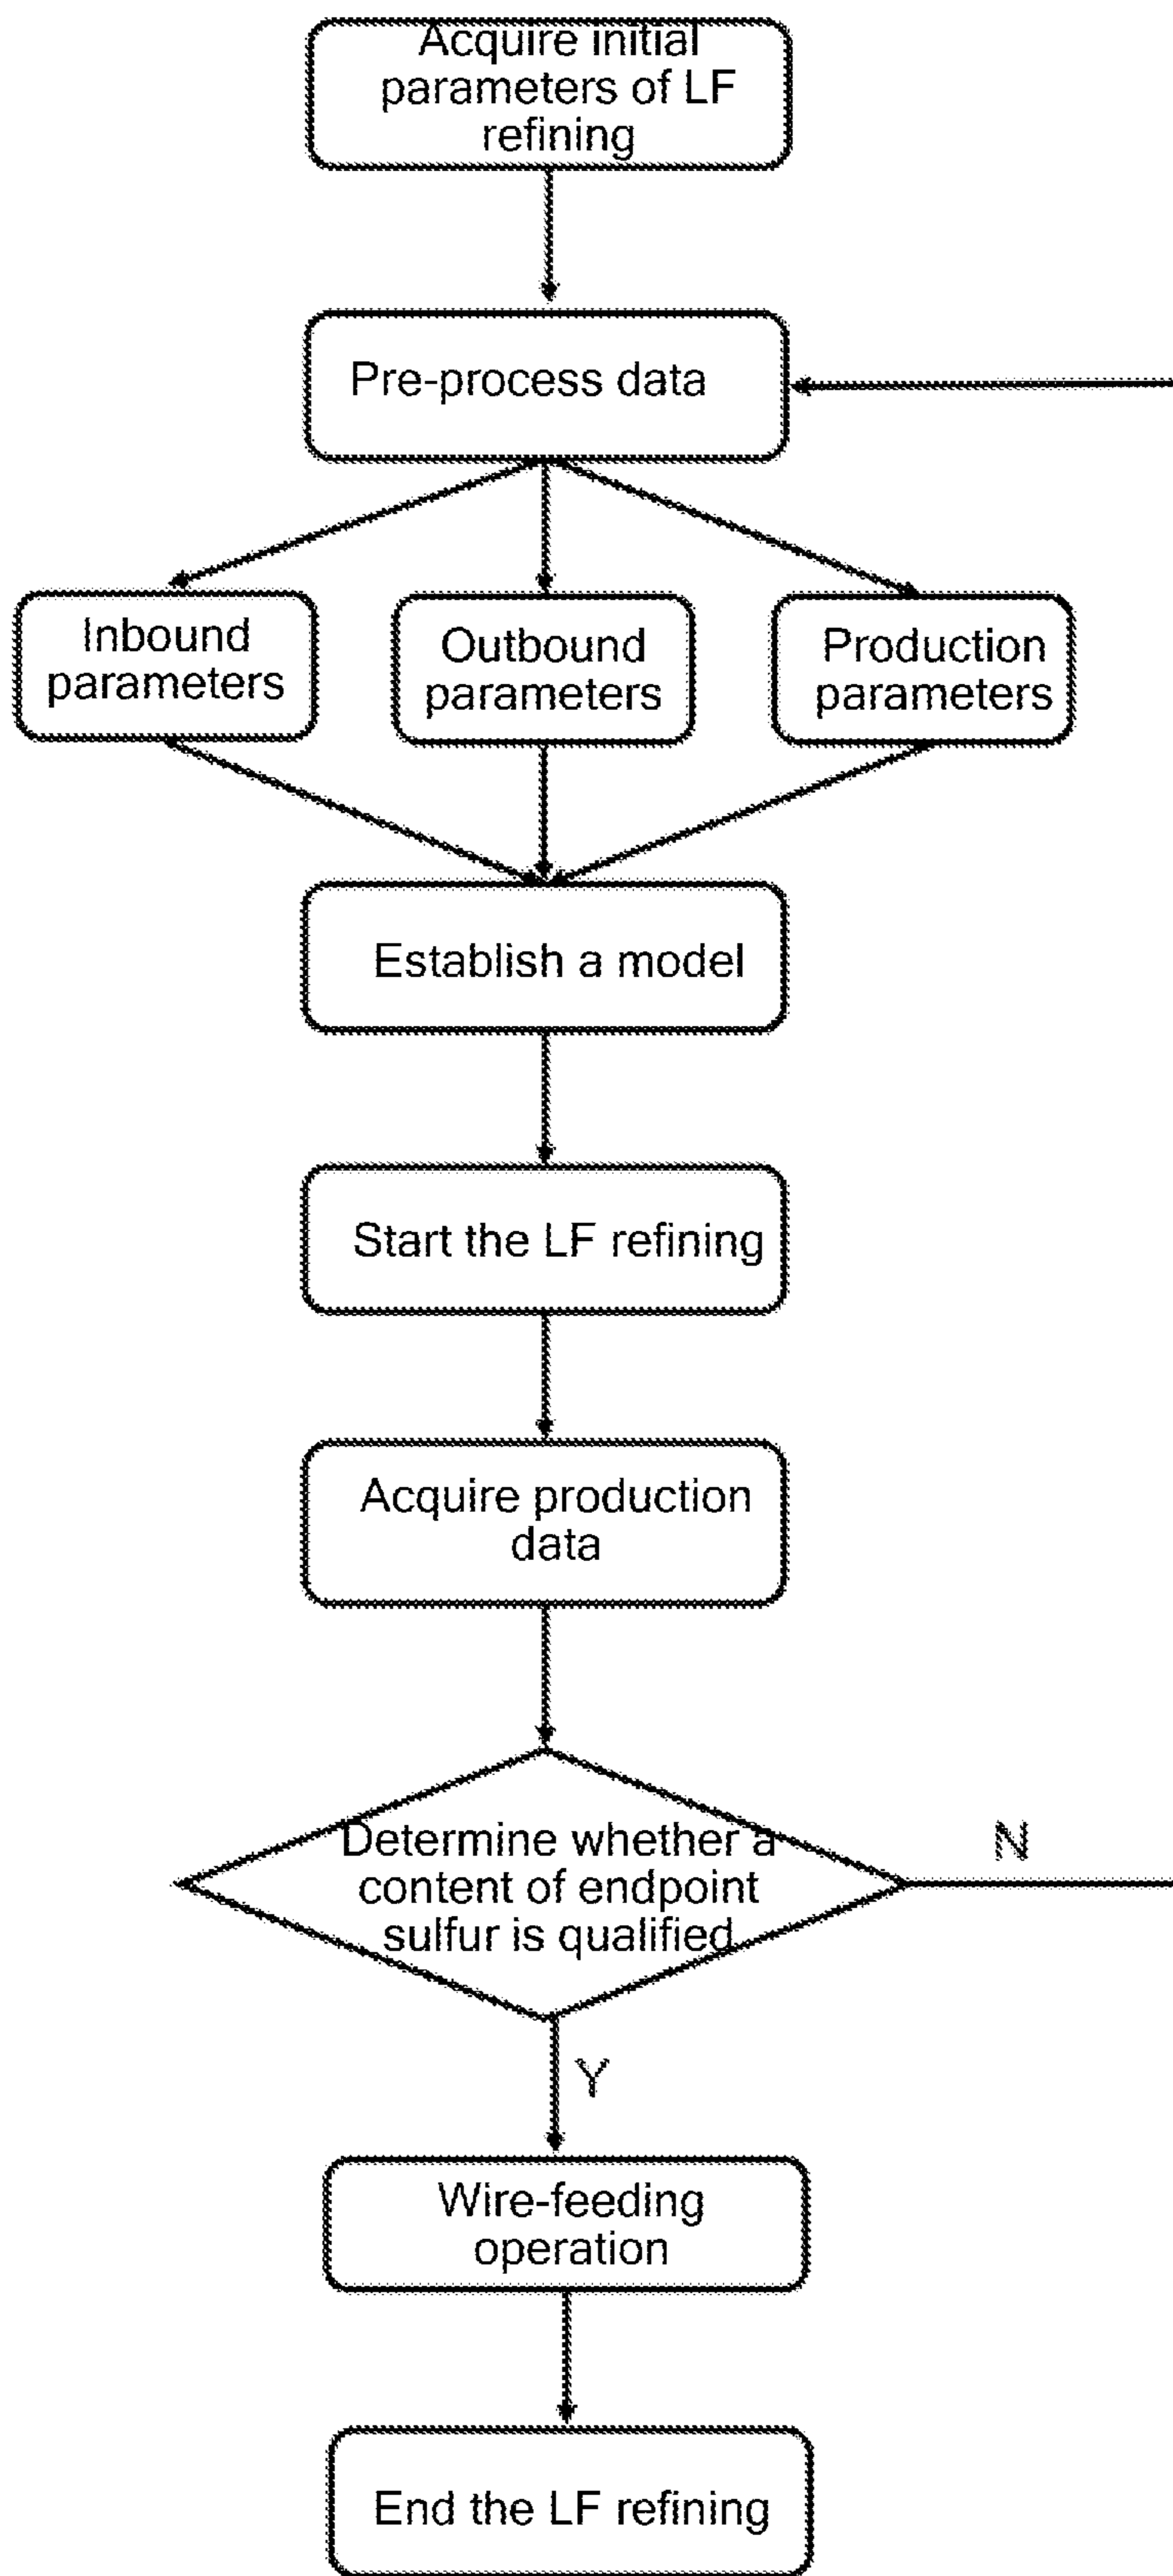 Acquire initial
parameters of LF
refining
Pre-process data
Inbound
parameters
Outbound
parameters
Production
parameters
Establish a model
Start the LF refining
Acquire production
data
Determine whether a
content of endpoint
sulfur is qualified
N
Y
Wire-feeding
operation
End the LF refining